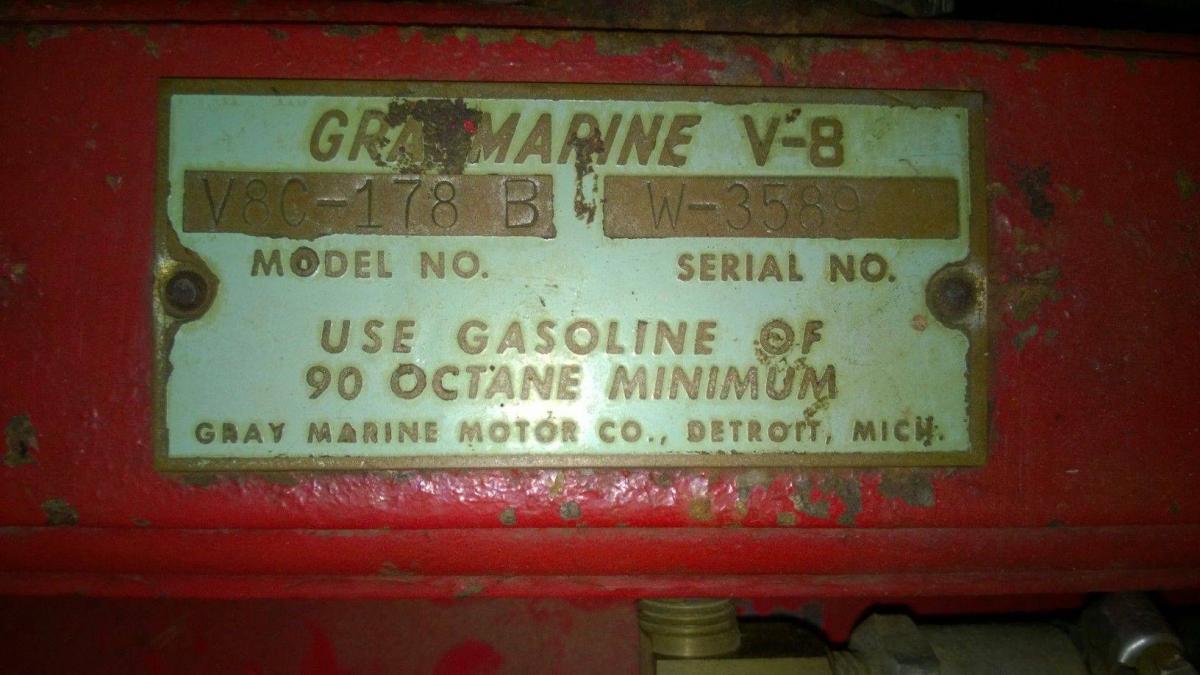 GRAYMARINE V-8
V8C-178 B W-3589
MODEL NO. SERIAL NO.
USE GASOLINE OF
90 OCTANE MINIMUM
GRAY MARINE MOTOR CO., DETROIT, MICH.